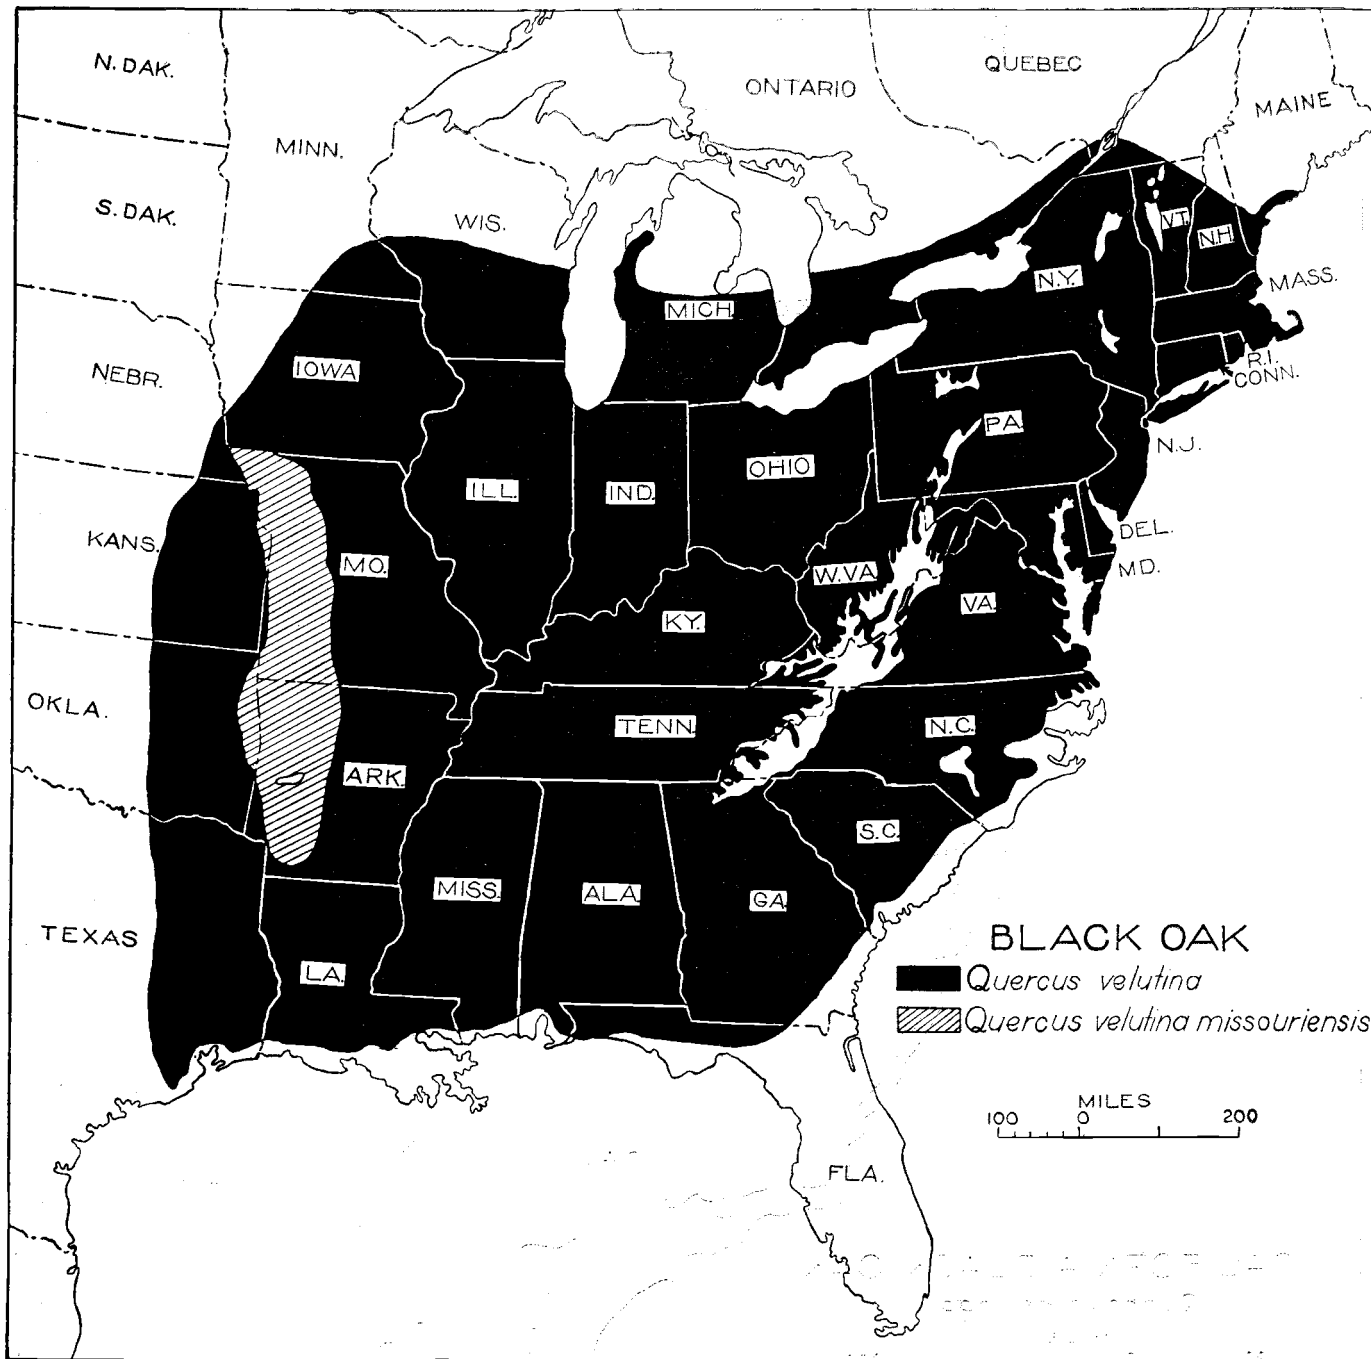 N. DAK.
MINN.
ONTARIO
QUEBEC
MAINE
S. DAK.
WIS.
VT.
N.H.
MICH.
N.Y.
MASS.
NEBR.
IOWA
R.I.
CONN.
PA.
N.J.
ILL.
IND.
OHIO
KANS.
MO.
W.VA.
DEL.
MD.
KY.
VA.
OKLA.
TENN.
N.C.
ARK.
S.C.
MISS.
ALA.
GA.
TEXAS
LA.
BLACK OAK
Quercus velutina
Quercus velutina missouriensis
MILES
100 0 200
FLA.